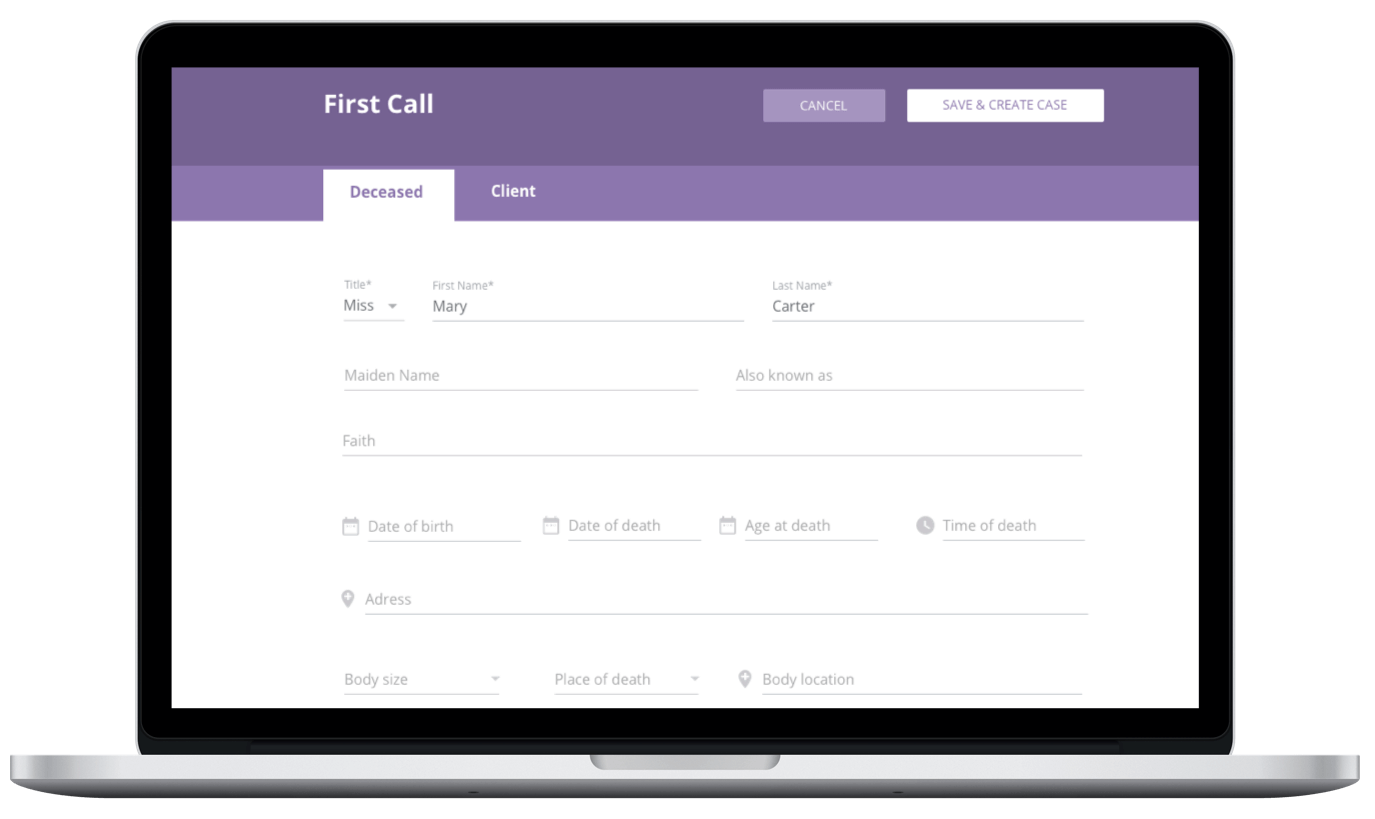 First Call
CANCEL
SAVE & CREATE CASE
Deceased
Client
Title*
First Name*
Last Name*
Miss
Mary
Carter
Maiden Name
Also known as
Faith
Date of birth
Date of death
Age at death
Time of death
Adress
Body size
Place of death
Body location